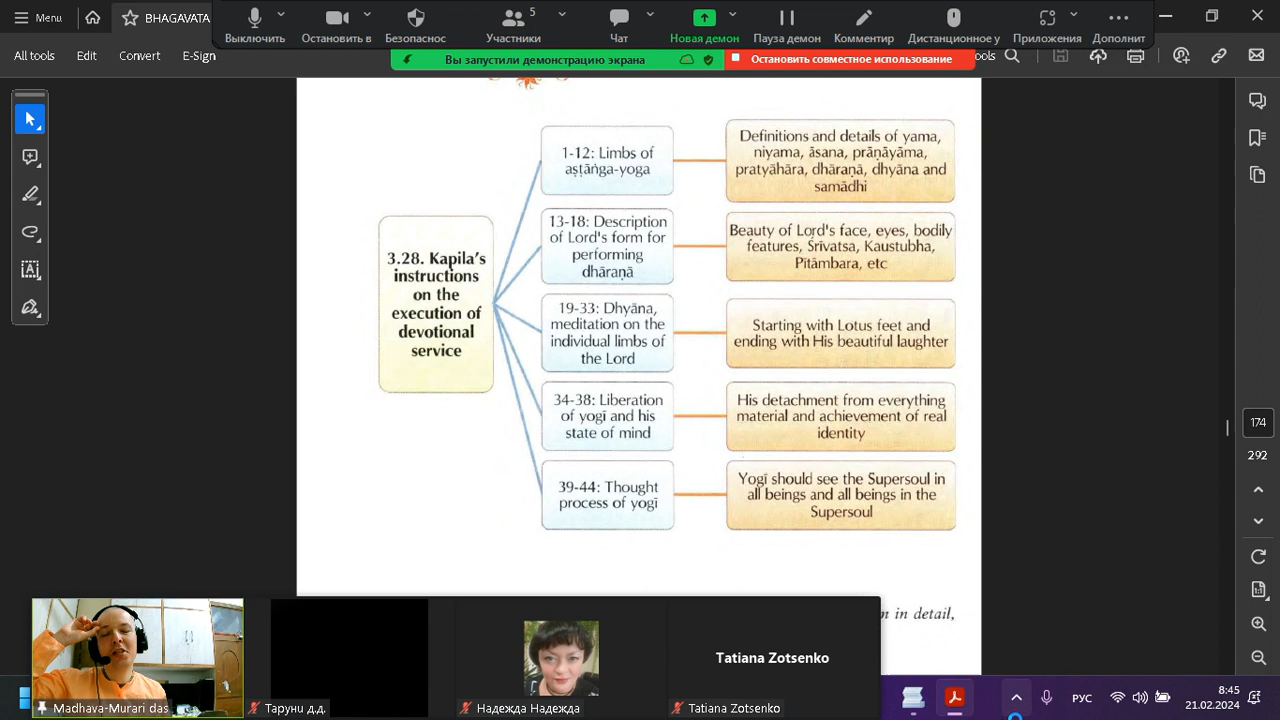 Menu
BHAGAVATA
5
Выключить
Остановить в
Безопаснос
Участники
Чат
Новая демон
Пауза демон
Комментир
Дистанционное у
Приложения
Дополнит
ools
Edit
Convert
E-Sign
Вы запустили демонстрацию экрана
Остановить совместное использование
ools
3.28. Kapila's
instructions
on the
execution of
devotional
service
1-12: Limbs of
aṣṭāṅga-yoga
Definitions and details of yama,
niyama, āsana, prāṇāyāma,
pratyāhāra, dhāraṇā, dhyāna and
samādhi
13-18: Description
of Lord's form for
performing
dhāraṇā
Beauty of Lord's face, eyes, bodily
features, Śrīvatsa, Kaustubha,
Pītāmbara, etc
19-33: Dhyāna,
meditation on the
individual limbs of
the Lord
Starting with Lotus feet and
ending with His beautiful laughter
34-38: Liberation
of yogī and his
state of mind
His detachment from everything
material and achievement of real
identity
39-44: Thought
process of yogī
Yogī should see the Supersoul in
all beings and all beings in the
Supersoul
174
292
n in detail,
Tatiana Zotsenko
Madhava-Murari das
Таруни д.д.
Надежда Надежда
Tatiana Zotsenko
РУС
8:45
21.02.2024